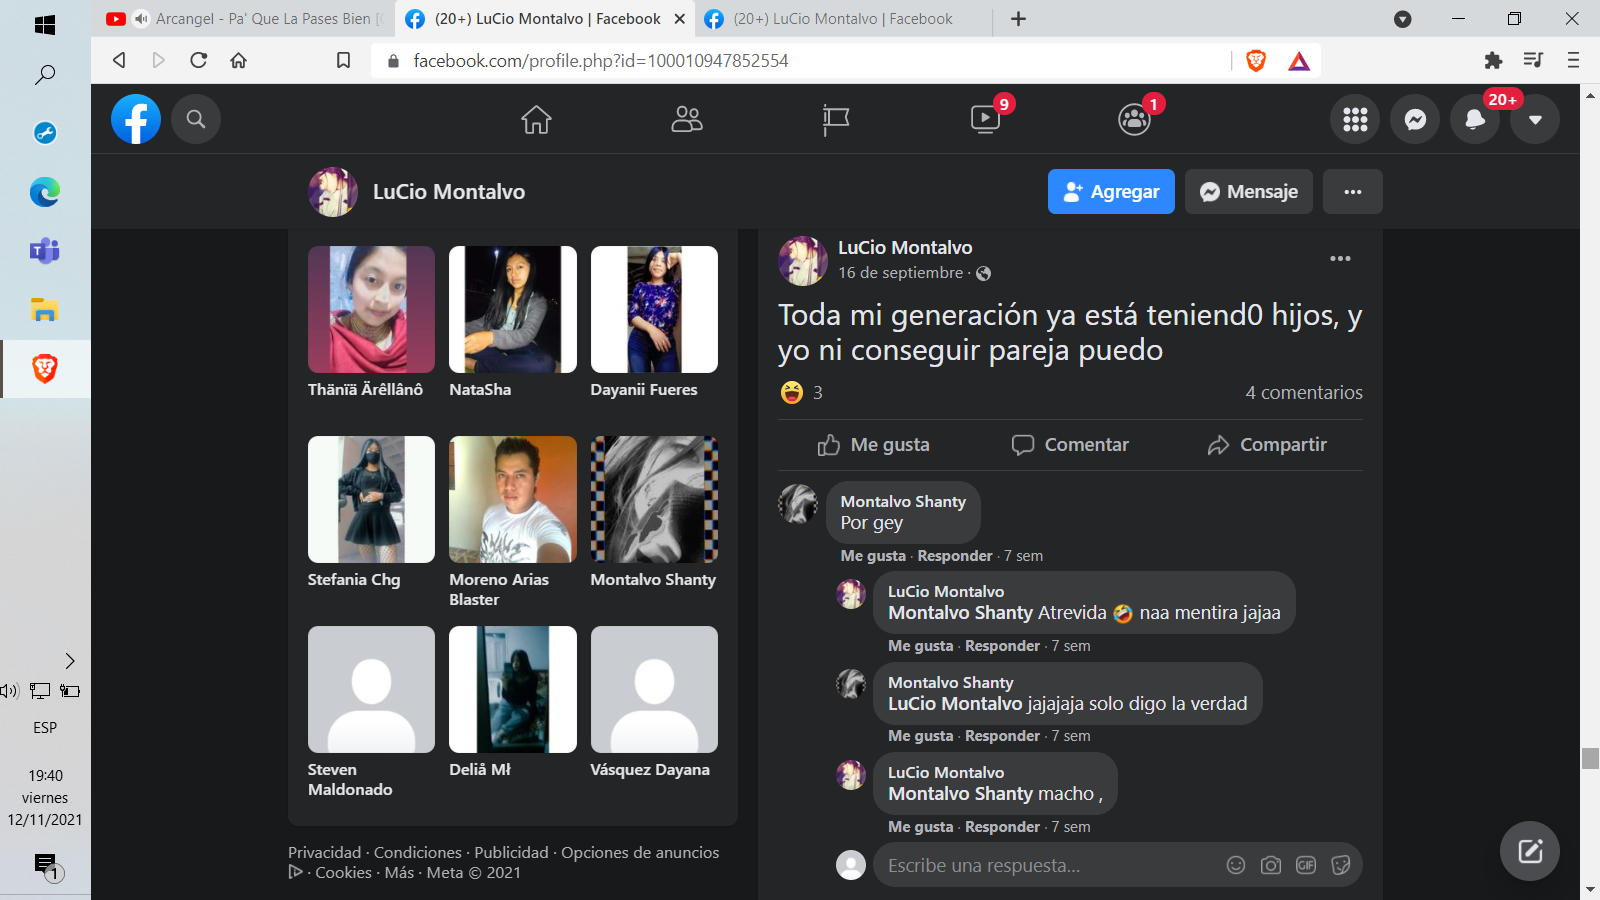 Arcangel - Pa' Que La Pases Bien
(20+) LuCio Montalvo | Facebook
(20+) LuCio Montalvo | Facebook
facebook.com/profile.php?id=100010947852554
9
1
20+
LuCio Montalvo
Agregar
Mensaje
Thänïä Ärêllânô
NataSha
Dayanii Fueres
Stefania Chg
Moreno Arias
Blaster
Montalvo Shanty
Steven
Maldonado
Deliå Mł
Vásquez Dayana
Privacidad · Condiciones · Publicidad · Opciones de anuncios
· Cookies · Más · Meta © 2021
LuCio Montalvo
16 de septiembre ·
Toda mi generación ya está teniend0 hijos, y
yo ni conseguir pareja puedo
3
4 comentarios
Me gusta
Comentar
Compartir
Montalvo Shanty
Por gey
Me gusta · Responder · 7 sem
LuCio Montalvo
Montalvo Shanty Atrevida 🤣 naa mentira jajaa
Me gusta · Responder · 7 sem
Montalvo Shanty
LuCio Montalvo jajajaja solo digo la verdad
Me gusta · Responder · 7 sem
LuCio Montalvo
Montalvo Shanty macho ,
Me gusta · Responder · 7 sem
Escribe una respuesta...
GIF
ESP
19:40
viernes
12/11/2021
1